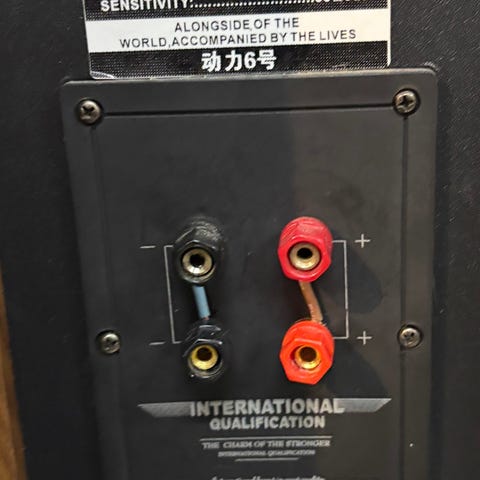 SENSITIVITY:
ALONGSIDE OF THE
WORLD,ACCOMPANIED BY THE LIVES
动力6号
− +
− +
INTERNATIONAL
QUALIFICATION
THE CHARM OF THE STRONGER
INTERNATIONAL QUALIFICATION